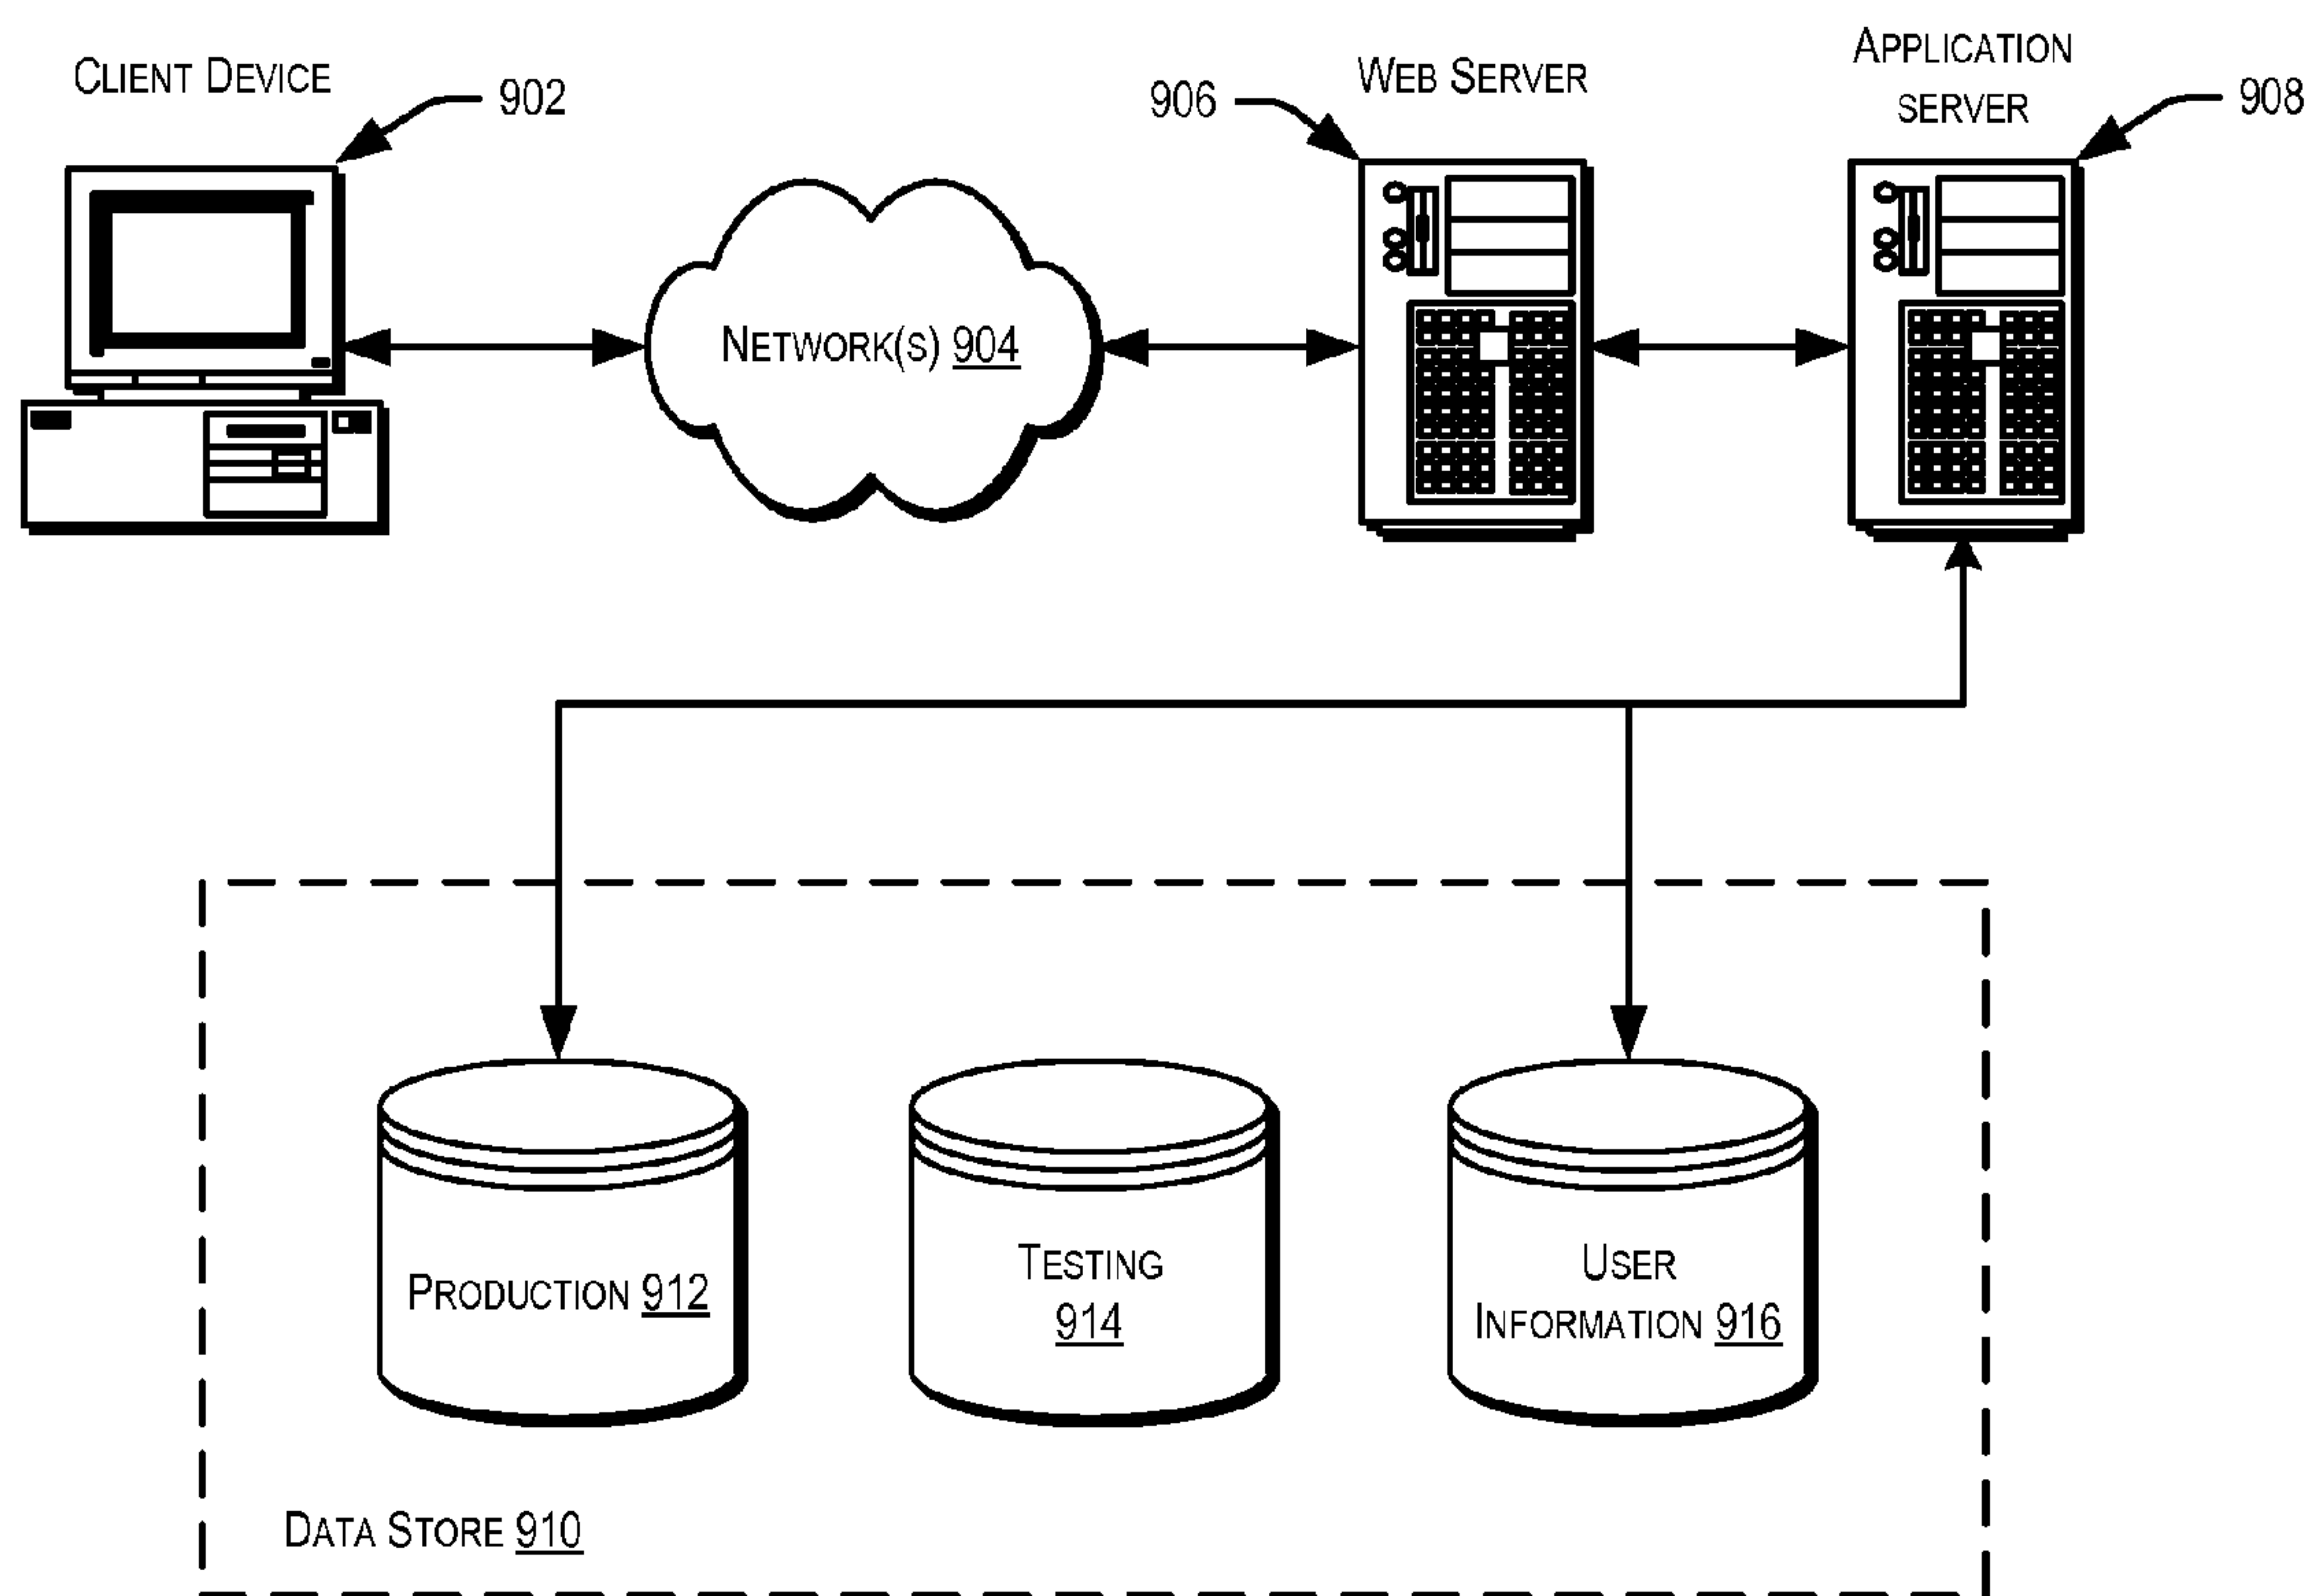 CLIENT DEVICE
902
906
WEB SERVER
APPLICATION
SERVER
908
NETWORK(S) 904
PRODUCTION 912
TESTING
914
USER
INFORMATION 916
DATA STORE 910